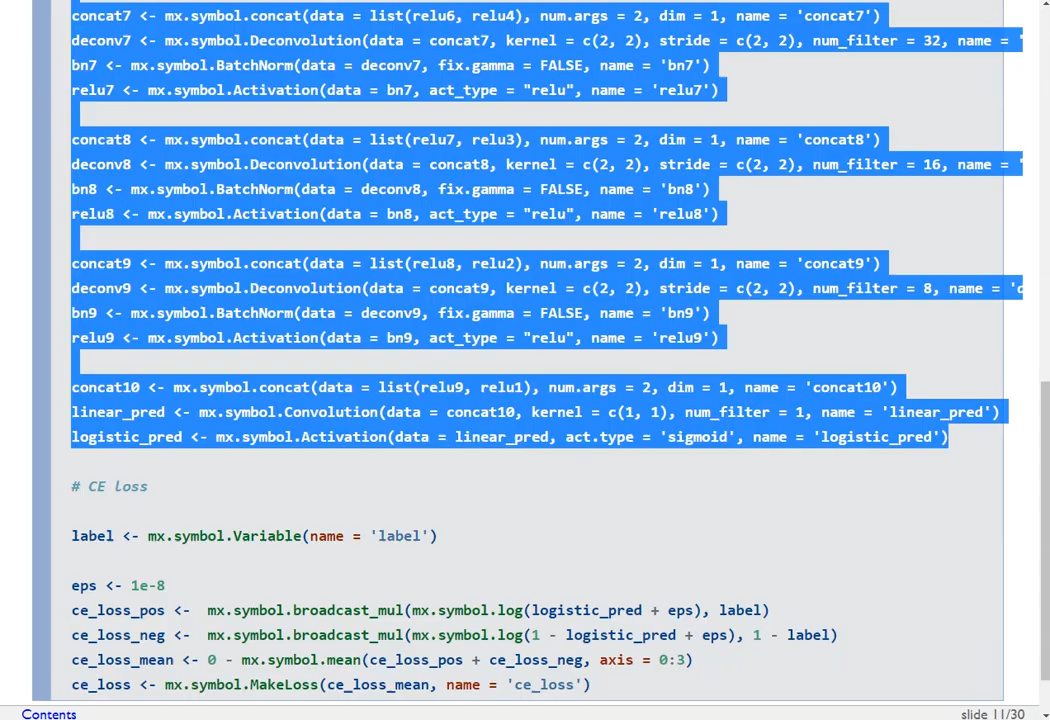 concat7 <- mx.symbol.concat(data = list(relu6, relu4), num.args = 2, dim = 1, name = 'concat7')
deconv7 <- mx.symbol.Deconvolution(data = concat7, kernel = c(2, 2), stride = c(2, 2), num_filter = 32, name = '
bn7 <- mx.symbol.BatchNorm(data = deconv7, fix.gamma = FALSE, name = 'bn7')
relu7 <- mx.symbol.Activation(data = bn7, act_type = "relu", name = 'relu7')
concat8 <- mx.symbol.concat(data = list(relu7, relu3), num.args = 2, dim = 1, name = 'concat8')
deconv8 <- mx.symbol.Deconvolution(data = concat8, kernel = c(2, 2), stride = c(2, 2), num_filter = 16, name = '
bn8 <- mx.symbol.BatchNorm(data = deconv8, fix.gamma = FALSE, name = 'bn8')
relu8 <- mx.symbol.Activation(data = bn8, act_type = "relu", name = 'relu8')
concat9 <- mx.symbol.concat(data = list(relu8, relu2), num.args = 2, dim = 1, name = 'concat9')
deconv9 <- mx.symbol.Deconvolution(data = concat9, kernel = c(2, 2), stride = c(2, 2), num_filter = 8, name = 'd
bn9 <- mx.symbol.BatchNorm(data = deconv9, fix.gamma = FALSE, name = 'bn9')
relu9 <- mx.symbol.Activation(data = bn9, act_type = "relu", name = 'relu9')
concat10 <- mx.symbol.concat(data = list(relu9, relu1), num.args = 2, dim = 1, name = 'concat10')
linear_pred <- mx.symbol.Convolution(data = concat10, kernel = c(1, 1), num_filter = 1, name = 'linear_pred')
logistic_pred <- mx.symbol.Activation(data = linear_pred, act.type = 'sigmoid', name = 'logistic_pred')
# CE loss
label <- mx.symbol.Variable(name = 'label')
eps <- 1e-8
ce_loss_pos <-  mx.symbol.broadcast_mul(mx.symbol.log(logistic_pred + eps), label)
ce_loss_neg <-  mx.symbol.broadcast_mul(mx.symbol.log(1 - logistic_pred + eps), 1 - label)
ce_loss_mean <- 0 - mx.symbol.mean(ce_loss_pos + ce_loss_neg, axis = 0:3)
ce_loss <- mx.symbol.MakeLoss(ce_loss_mean, name = 'ce_loss')
Contents
slide 11/30